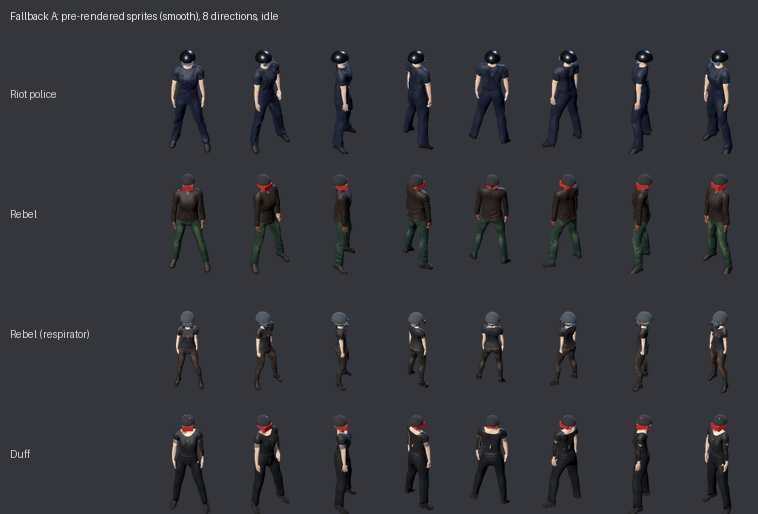 Fallback A: pre-rendered sprites (smooth), 8 directions, idle
Riot police
Rebel
Rebel (respirator)
Duff